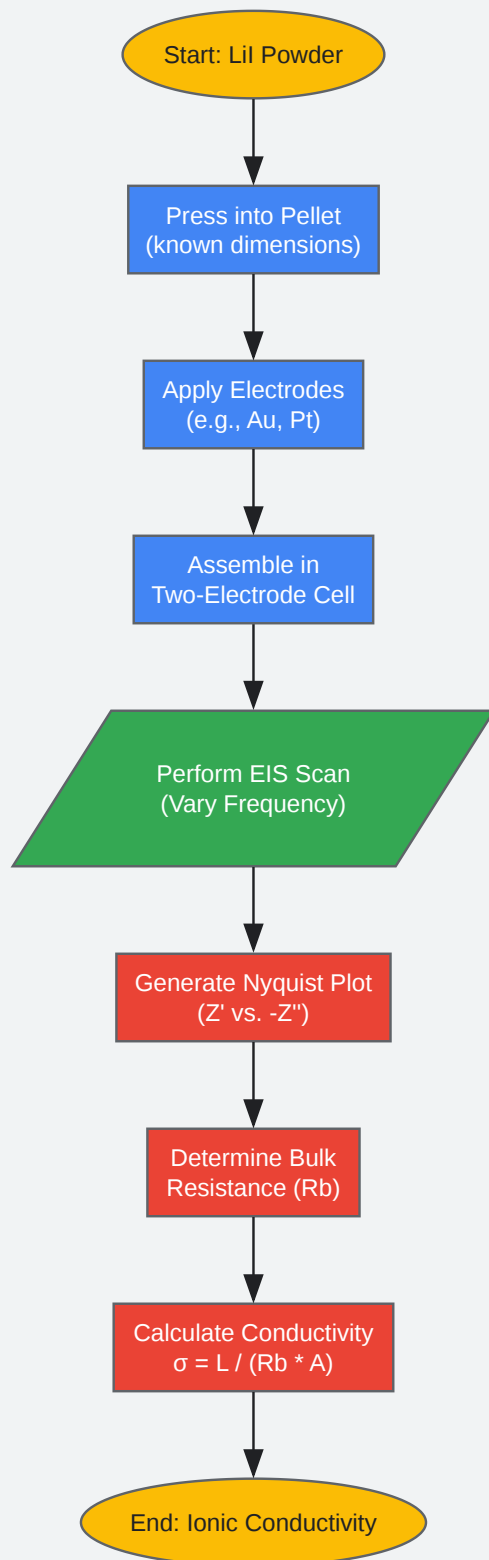 Start: LiI Powder
Press into Pellet
(known dimensions)
Apply Electrodes
(e.g., Au, Pt)
Assemble in
Two-Electrode Cell
Perform EIS Scan
(Vary Frequency)
Generate Nyquist Plot
(Z' vs. -Z'')
Determine Bulk
Resistance (Rb)
Calculate Conductivity
σ = L / (Rb * A)
End: Ionic Conductivity